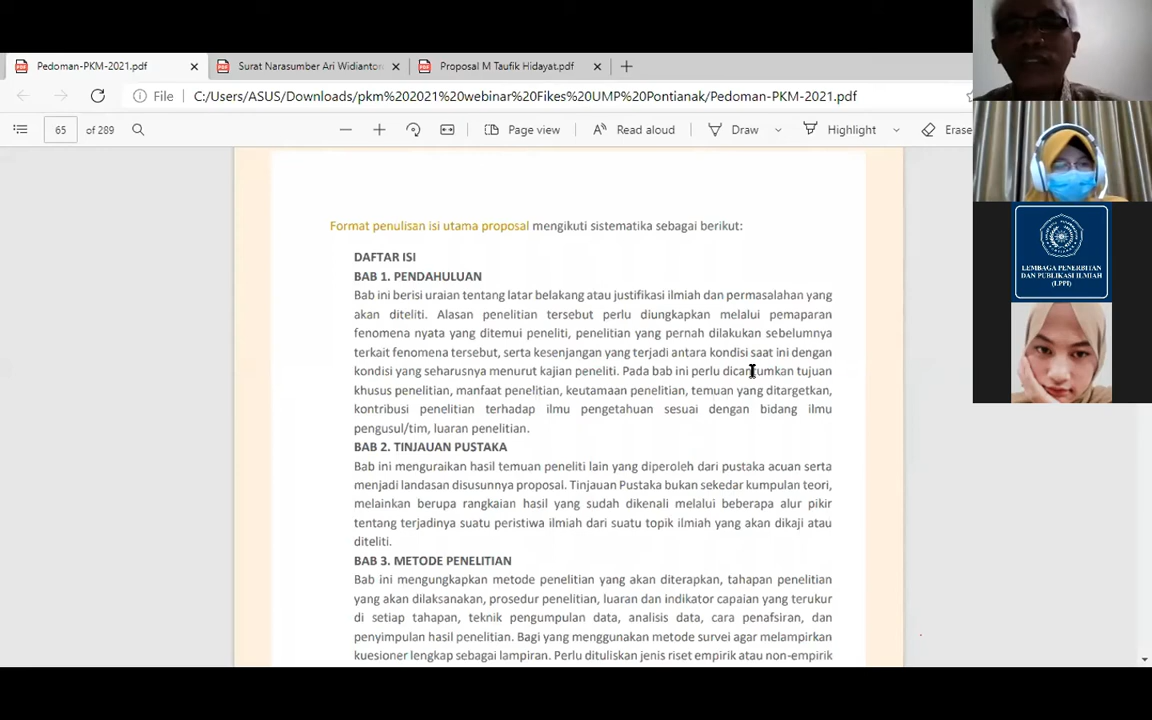 Pedoman-PKM-2021.pdf
Surat Narasumber Ari Widianto
Proposal M Taufik Hidayat.pdf
File
C:/Users/ASUS/Downloads/pkm%202021%20webinar%20Fikes%20UMP%20Pontianak/Pedoman-PKM-2021.pdf
65 of 289
Page view
Read aloud
Draw
Highlight
Erase
Format penulisan isi utama proposal mengikuti sistematika sebagai berikut:
DAFTAR ISI
BAB 1. PENDAHULUAN
Bab ini berisi uraian tentang latar belakang atau justifikasi ilmiah dan permasalahan yang
akan diteliti. Alasan penelitian tersebut perlu diungkapkan melalui pemaparan
fenomena nyata yang ditemui peneliti, penelitian yang pernah dilakukan sebelumnya
terkait fenomena tersebut, serta kesenjangan yang terjadi antara kondisi saat ini dengan
kondisi yang seharusnya menurut kajian peneliti. Pada bab ini perlu dicantumkan tujuan
khusus penelitian, manfaat penelitian, keutamaan penelitian, temuan yang ditargetkan,
kontribusi penelitian terhadap ilmu pengetahuan sesuai dengan bidang ilmu
pengusul/tim, luaran penelitian.
BAB 2. TINJAUAN PUSTAKA
Bab ini menguraikan hasil temuan peneliti lain yang diperoleh dari pustaka acuan serta
menjadi landasan disusunnya proposal. Tinjauan Pustaka bukan sekedar kumpulan teori,
melainkan berupa rangkaian hasil yang sudah dikenali melalui beberapa alur pikir
tentang terjadinya suatu peristiwa ilmiah dari suatu topik ilmiah yang akan dikaji atau
diteliti.
BAB 3. METODE PENELITIAN
Bab ini mengungkapkan metode penelitian yang akan diterapkan, tahapan penelitian
yang akan dilaksanakan, prosedur penelitian, luaran dan indikator capaian yang terukur
di setiap tahapan, teknik pengumpulan data, analisis data, cara penafsiran, dan
penyimpulan hasil penelitian. Bagi yang menggunakan metode survei agar melampirkan
kuesioner lengkap sebagai lampiran. Perlu dituliskan jenis riset empirik atau non-empirik
LEMBAGA PENERBITAN
DAN PUBLIKASI ILMIAH
(LPPI)